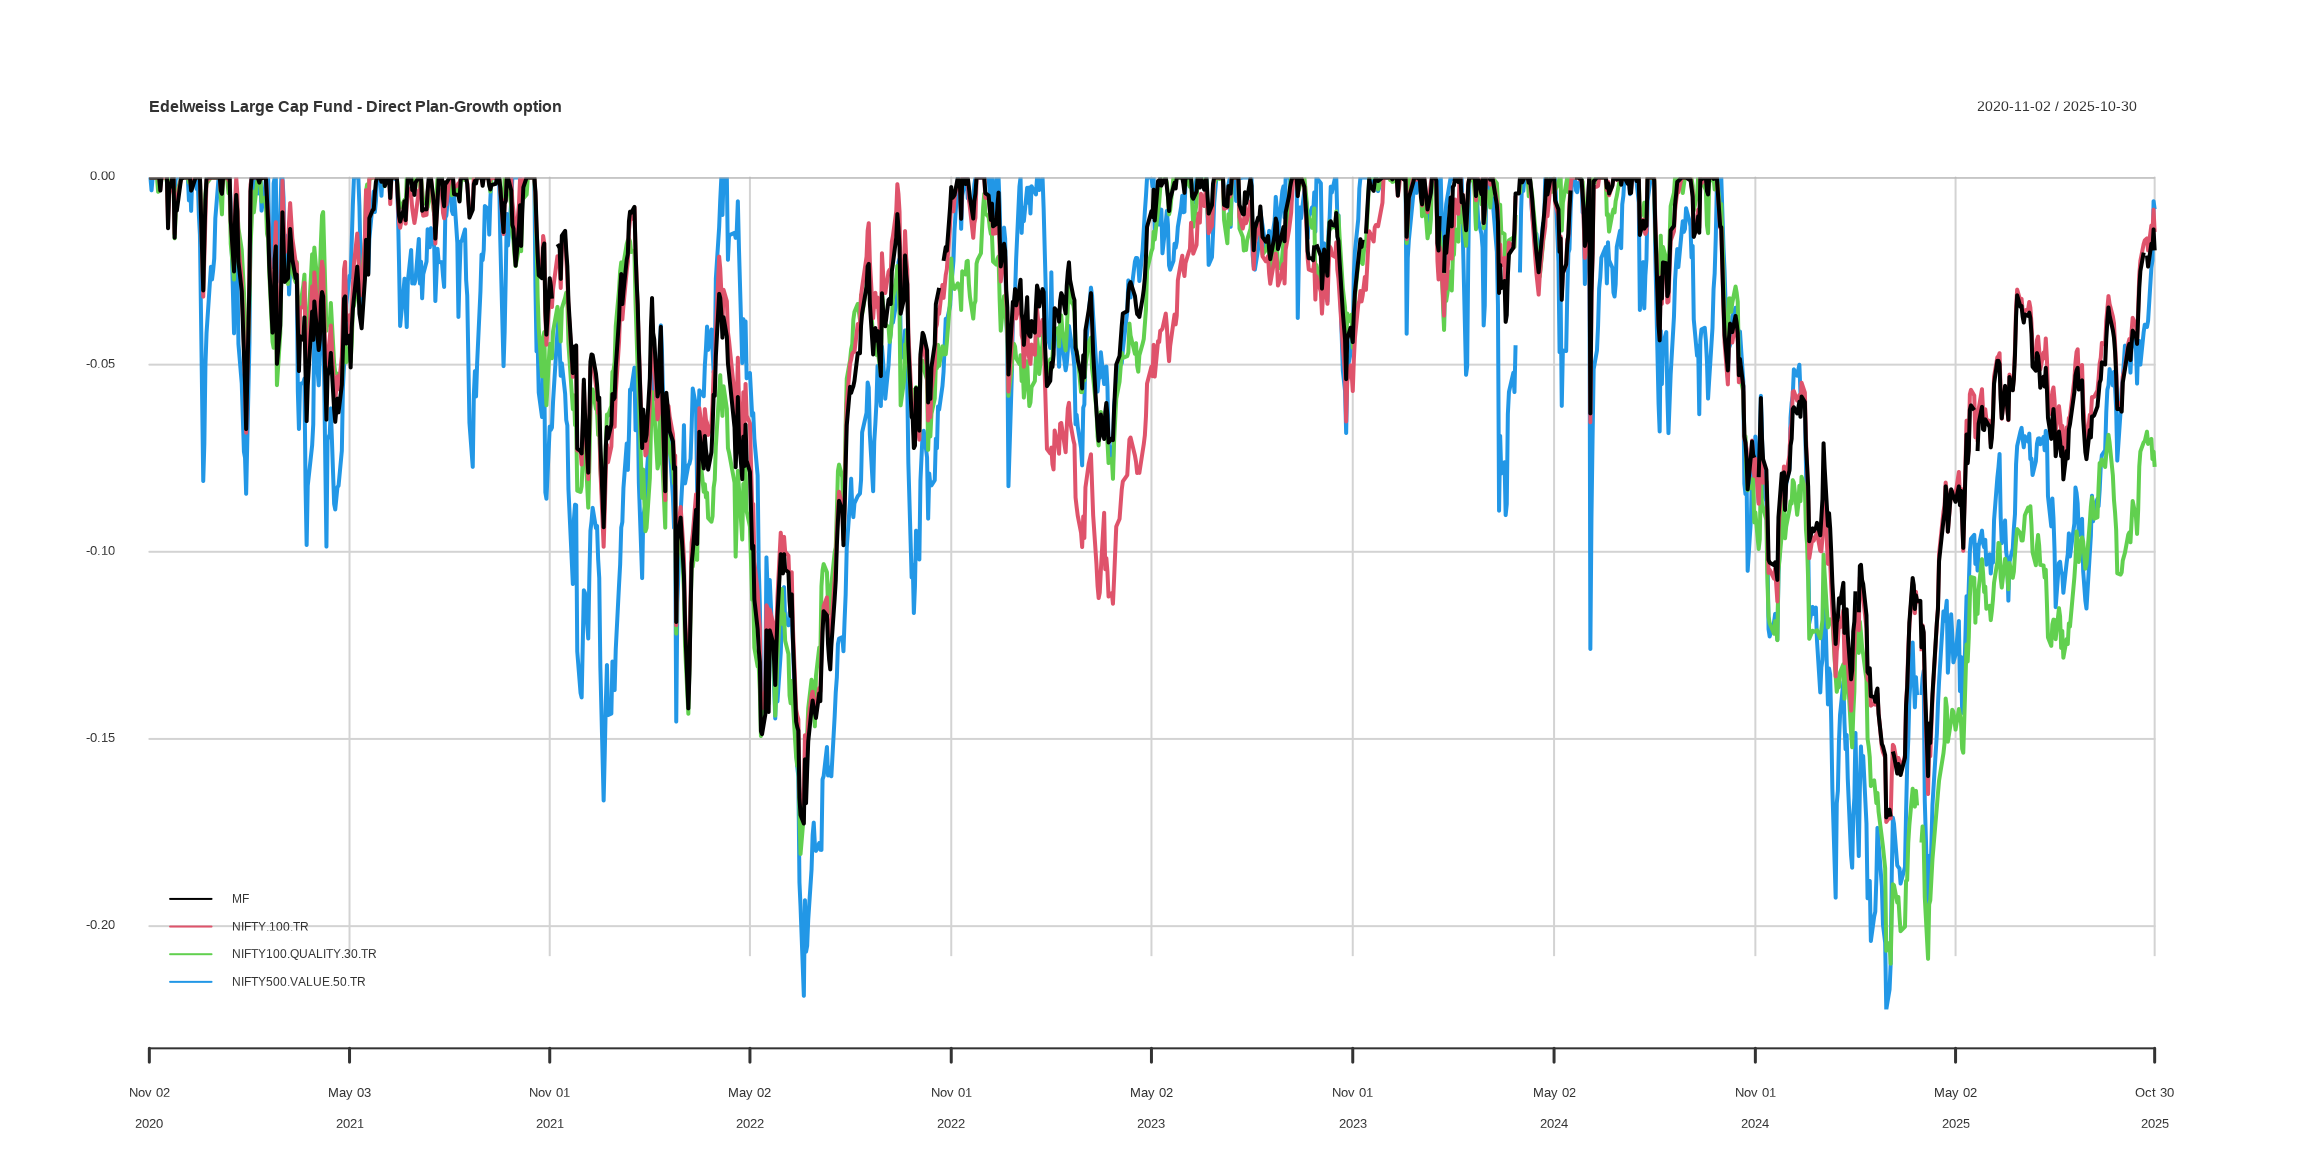 Edelweiss Large Cap Fund - Direct Plan-Growth option
2020-11-02 / 2025-10-30
0.00
-0.05
-0.10
-0.15
-0.20
MF
NIFTY.100.TR
NIFTY100.QUALITY.30.TR
NIFTY500.VALUE.50.TR
Nov 02 May 03 Nov 01 May 02 Nov 01 May 02 Nov 01 May 02 Nov 01 May 02 Oct 30
2020 2021 2021 2022 2022 2023 2023 2024 2024 2025 2025